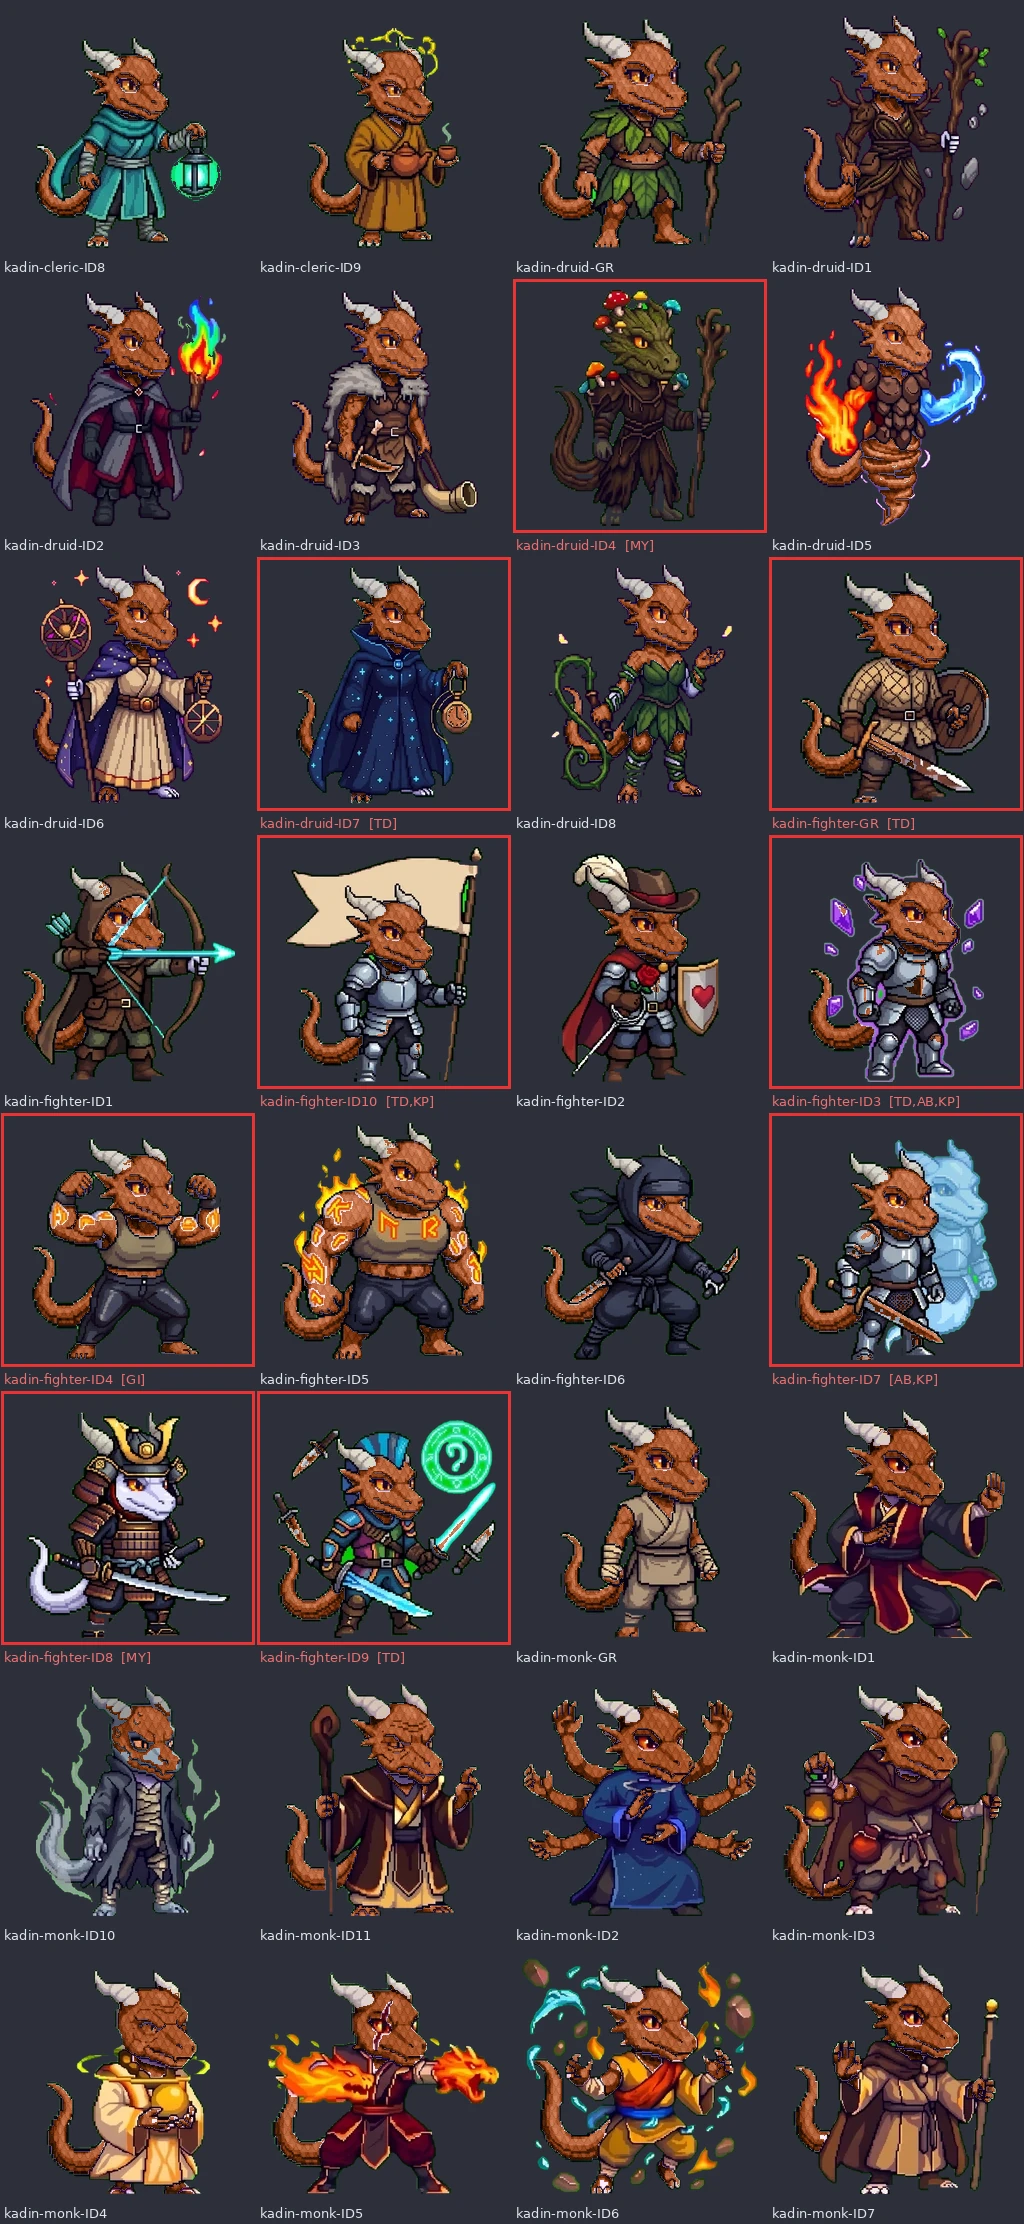 kadin-cleric-ID8
kadin-cleric-ID9
kadin-druid-GR
kadin-druid-ID1
kadin-druid-ID2
kadin-druid-ID3
kadin-druid-ID4 [MY]
kadin-druid-ID5
kadin-druid-ID6
kadin-druid-ID7 [TD]
kadin-druid-ID8
kadin-fighter-GR [TD]
kadin-fighter-ID1
kadin-fighter-ID10 [TD,KP]
kadin-fighter-ID2
kadin-fighter-ID3 [TD,AB,KP]
kadin-fighter-ID4 [GI]
kadin-fighter-ID5
kadin-fighter-ID6
kadin-fighter-ID7 [AB,KP]
?
kadin-fighter-ID8 [MY]
kadin-fighter-ID9 [TD]
kadin-monk-GR
kadin-monk-ID1
kadin-monk-ID10
kadin-monk-ID11
kadin-monk-ID2
kadin-monk-ID3
kadin-monk-ID4
kadin-monk-ID5
kadin-monk-ID6
kadin-monk-ID7